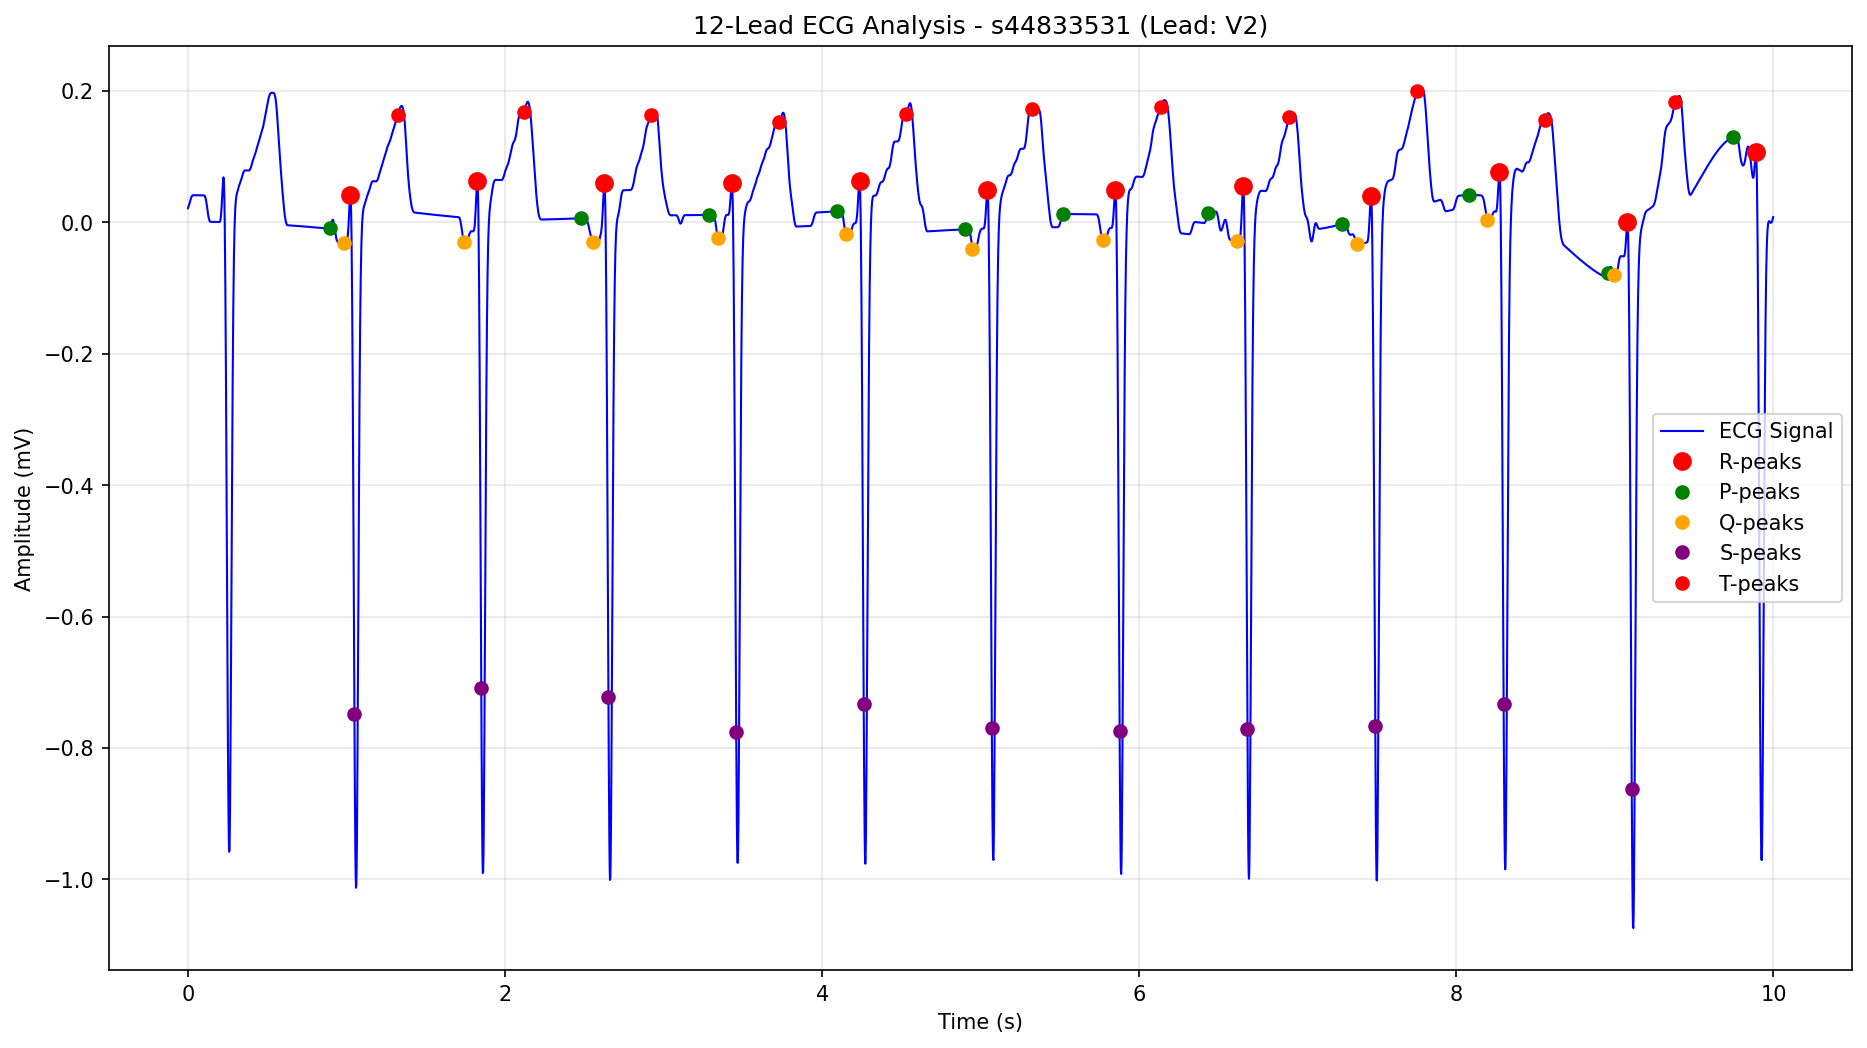 12-Lead ECG Analysis - s44833531 (Lead: V2)
Amplitude (mV)
0.2
0.0
−0.2
−0.4
−0.6
−0.8
−1.0
ECG Signal
R-peaks
P-peaks
Q-peaks
S-peaks
T-peaks
0 2 4 6 8 10
Time (s)